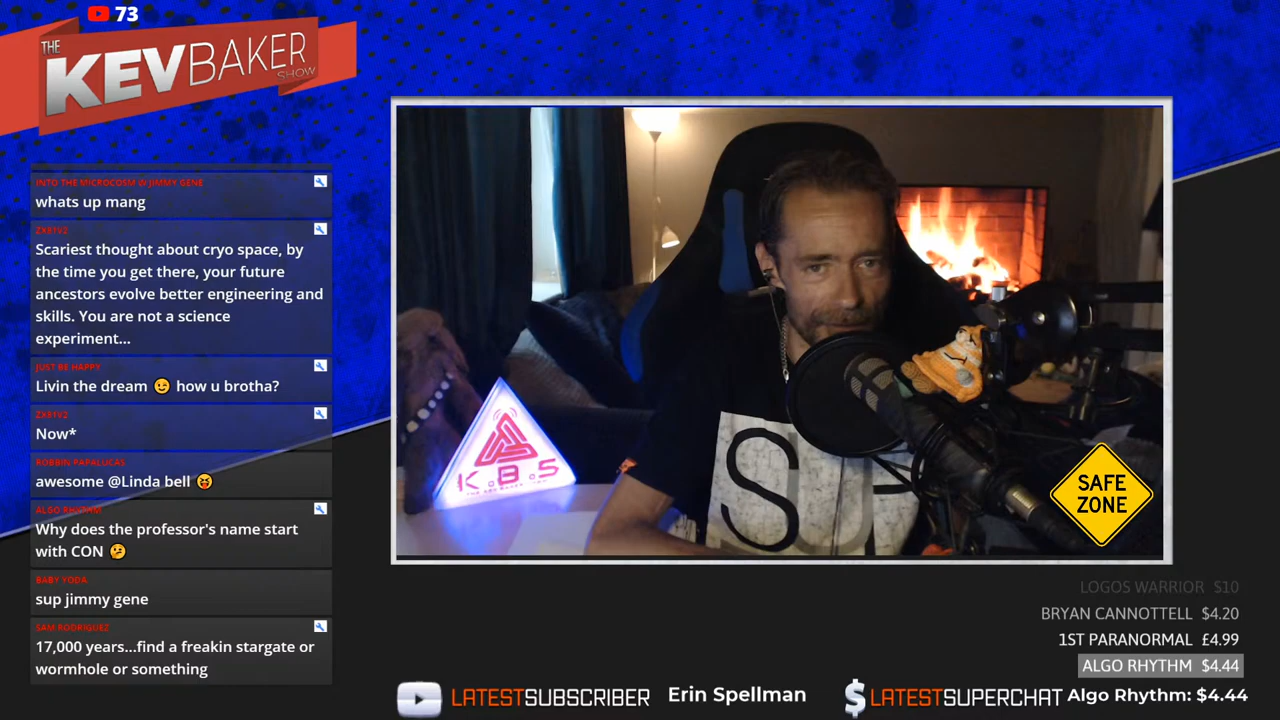 73
THE
KEVBAKER
SHOW
INTO THE MICROCOSM W JIMMY GENE
whats up mang
ZX81V2
Scariest thought about cryo space, by
the time you get there, your future
ancestors evolve better engineering and
skills. You are not a science
experiment...
JUST BE HAPPY
Livin the dream 😉 how u brotha?
ZX81V2
Now*
ROBBIN PAPALUCAS
awesome @Linda bell 😝
ALGO RHYTHM
Why does the professor's name start
with CON 🤔
BABY YODA
sup jimmy gene
SAM RODRIGUEZ
17,000 years...find a freakin stargate or
wormhole or something
K.B.S
SUP
SAFE
ZONE
LOGOS WARRIOR $10
BRYAN CANNOTTELL $4.20
1ST PARANORMAL £4.99
ALGO RHYTHM $4.44
LATESTSUBSCRIBER Erin Spellman
$ LATESTSUPERCHAT Algo Rhythm: $4.44